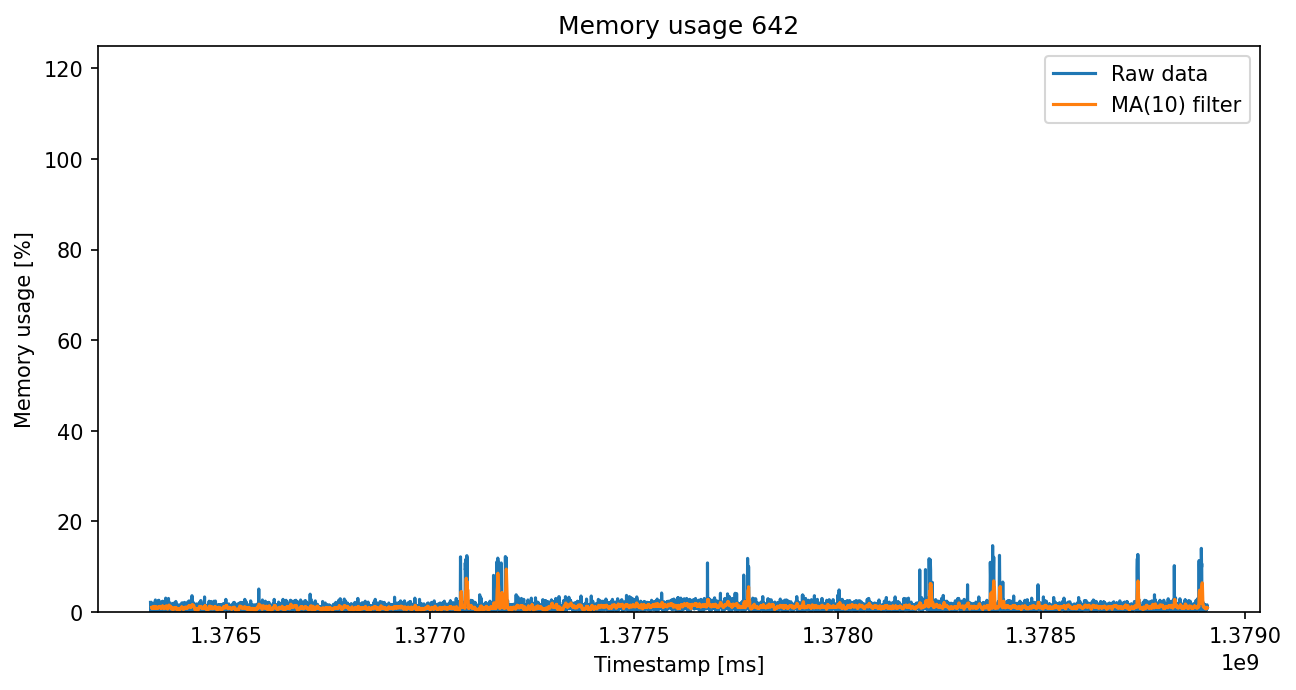 Memory usage 642
Raw data
MA(10) filter
Memory usage [%]
120
100
80
60
40
20
0
1.3765 1.3770 1.3775 1.3780 1.3785 1.3790
1e9
Timestamp [ms]